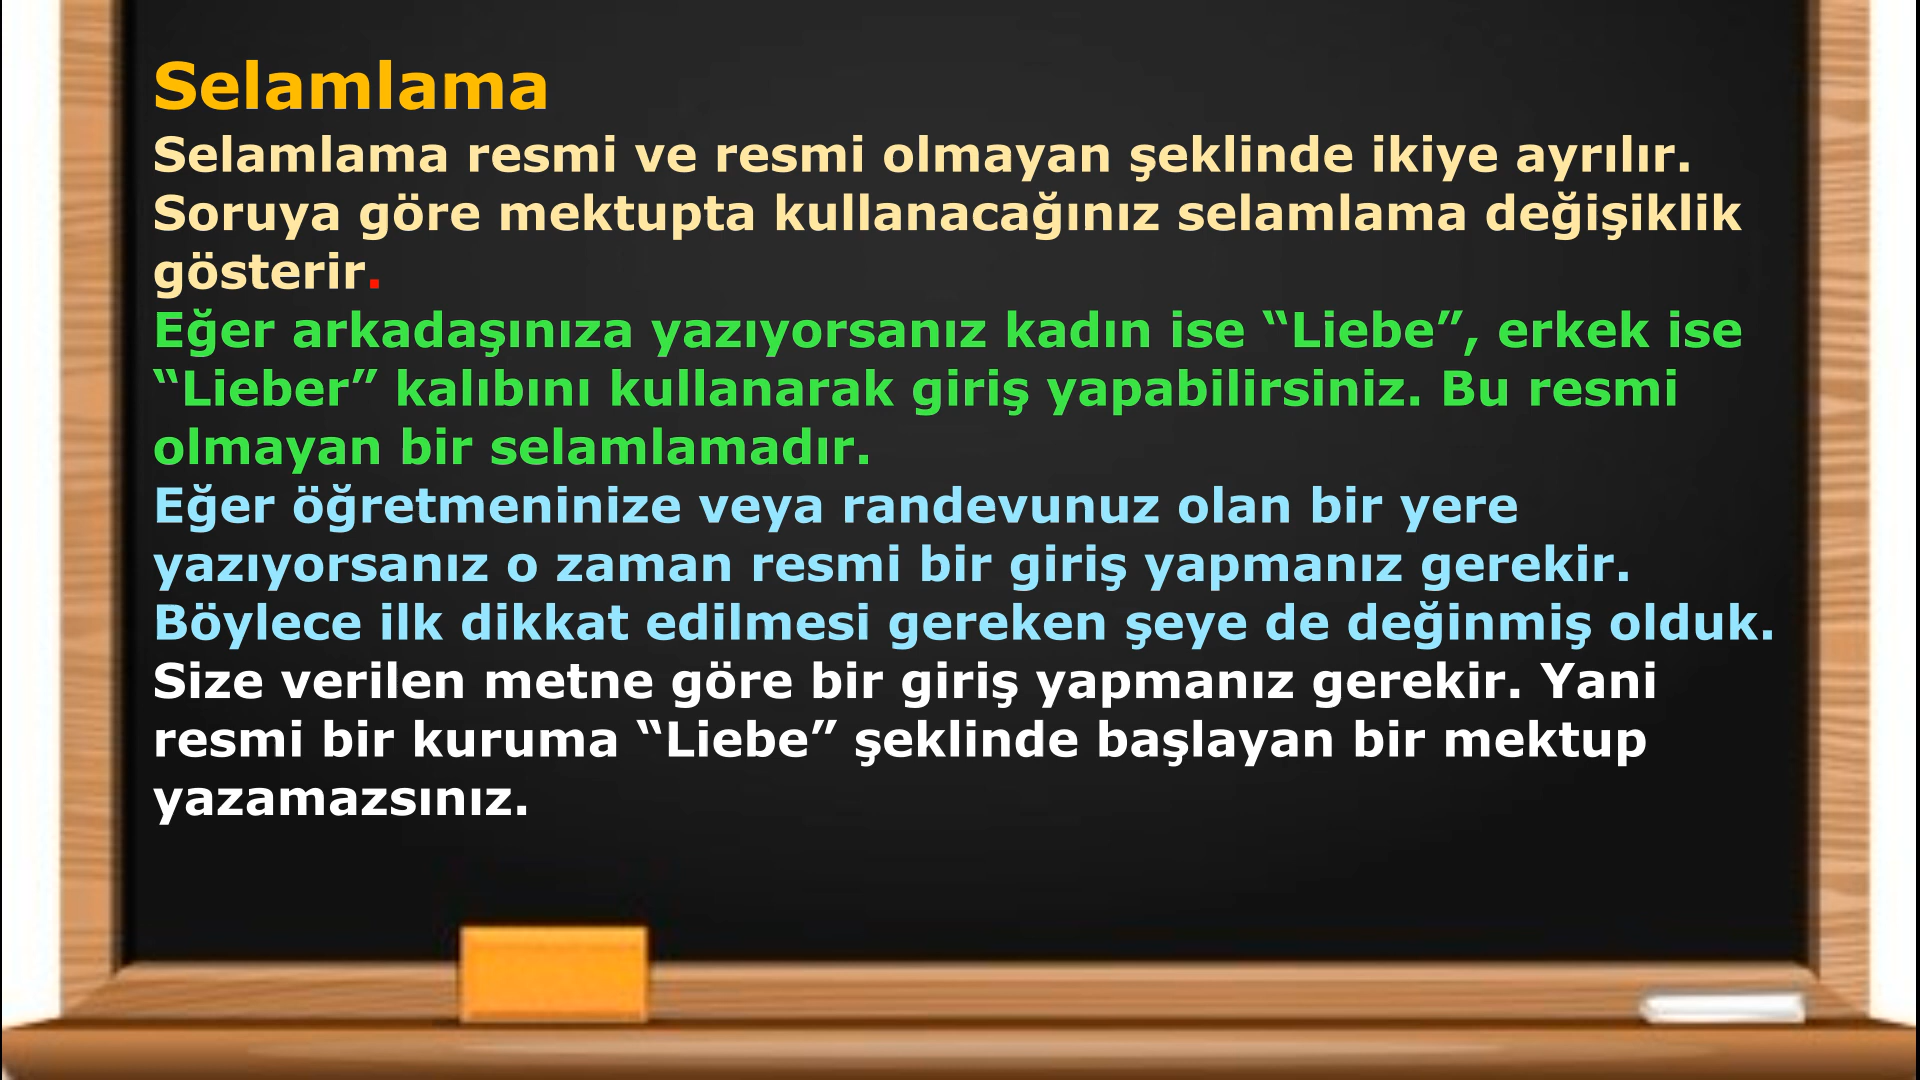 Selamlama
Selamlama resmi ve resmi olmayan şeklinde ikiye ayrılır.
Soruya göre mektupta kullanacağınız selamlama değişiklik
gösterir.
Eğer arkadaşınıza yazıyorsanız kadın ise “Liebe”, erkek ise
“Lieber” kalıbını kullanarak giriş yapabilirsiniz. Bu resmi
olmayan bir selamlamadır.
Eğer öğretmeninize veya randevunuz olan bir yere
yazıyorsanız o zaman resmi bir giriş yapmanız gerekir.
Böylece ilk dikkat edilmesi gereken şeye de değinmiş olduk.
Size verilen metne göre bir giriş yapmanız gerekir. Yani
resmi bir kuruma “Liebe” şeklinde başlayan bir mektup
yazamazsınız.